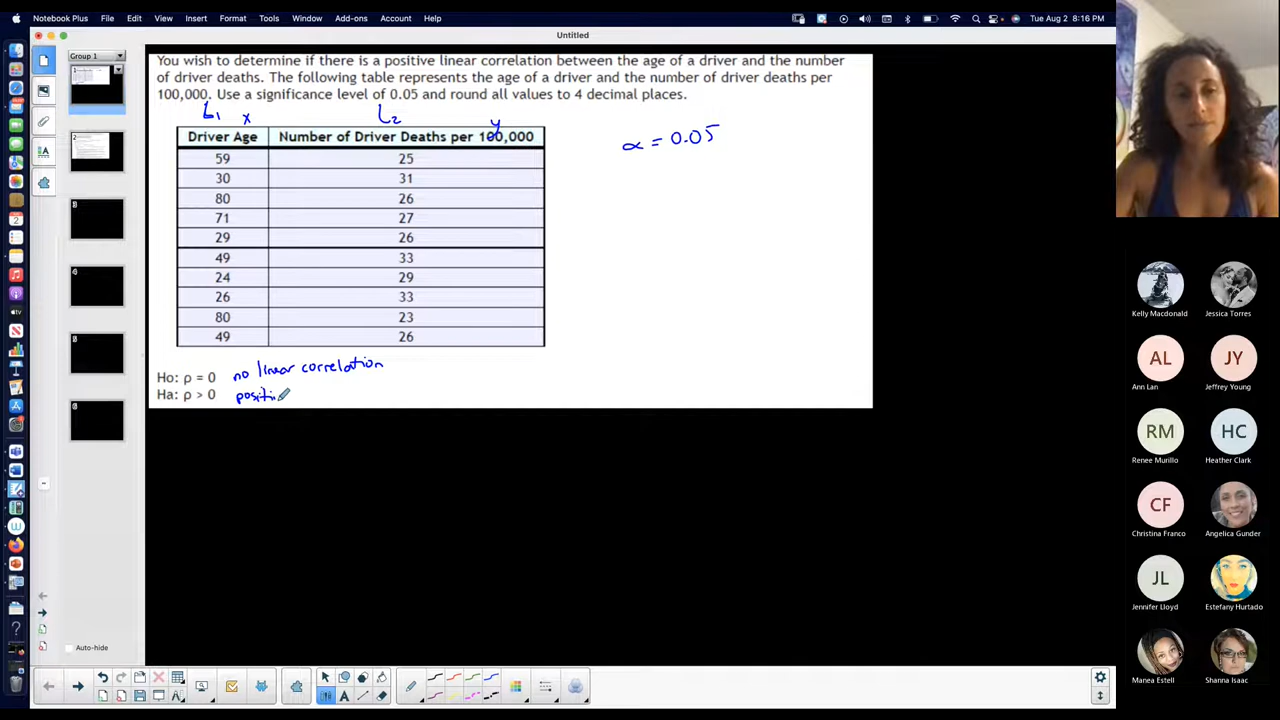 Notebook Plus File Edit View Insert Format Tools Window Add-ons Account Help
Tue Aug 2 8:16 PM
Untitled
Group 1
You wish to determine if there is a positive linear correlation between the age of a driver and the number
of driver deaths. The following table represents the age of a driver and the number of driver deaths per
100,000. Use a significance level of 0.05 and round all values to 4 decimal places.
L1 x L2 y
Driver Age Number of Driver Deaths per 100,000
α = 0.05
59 25
30 31
80 26
71 27
29 26
49 33
24 29
26 33
80 23
49 26
Ho: ρ = 0 no linear correlation
Ha: ρ > 0 positi
Auto-hide
Kelly Macdonald
Jessica Torres
AL
JY
Ann Lan
Jeffrey Young
RM
HC
Renee Murillo
Heather Clark
CF
Christina Franco
Angelica Gunder
JL
Jennifer Lloyd
Estefany Hurtado
Manea Estell
Shanna Isaac